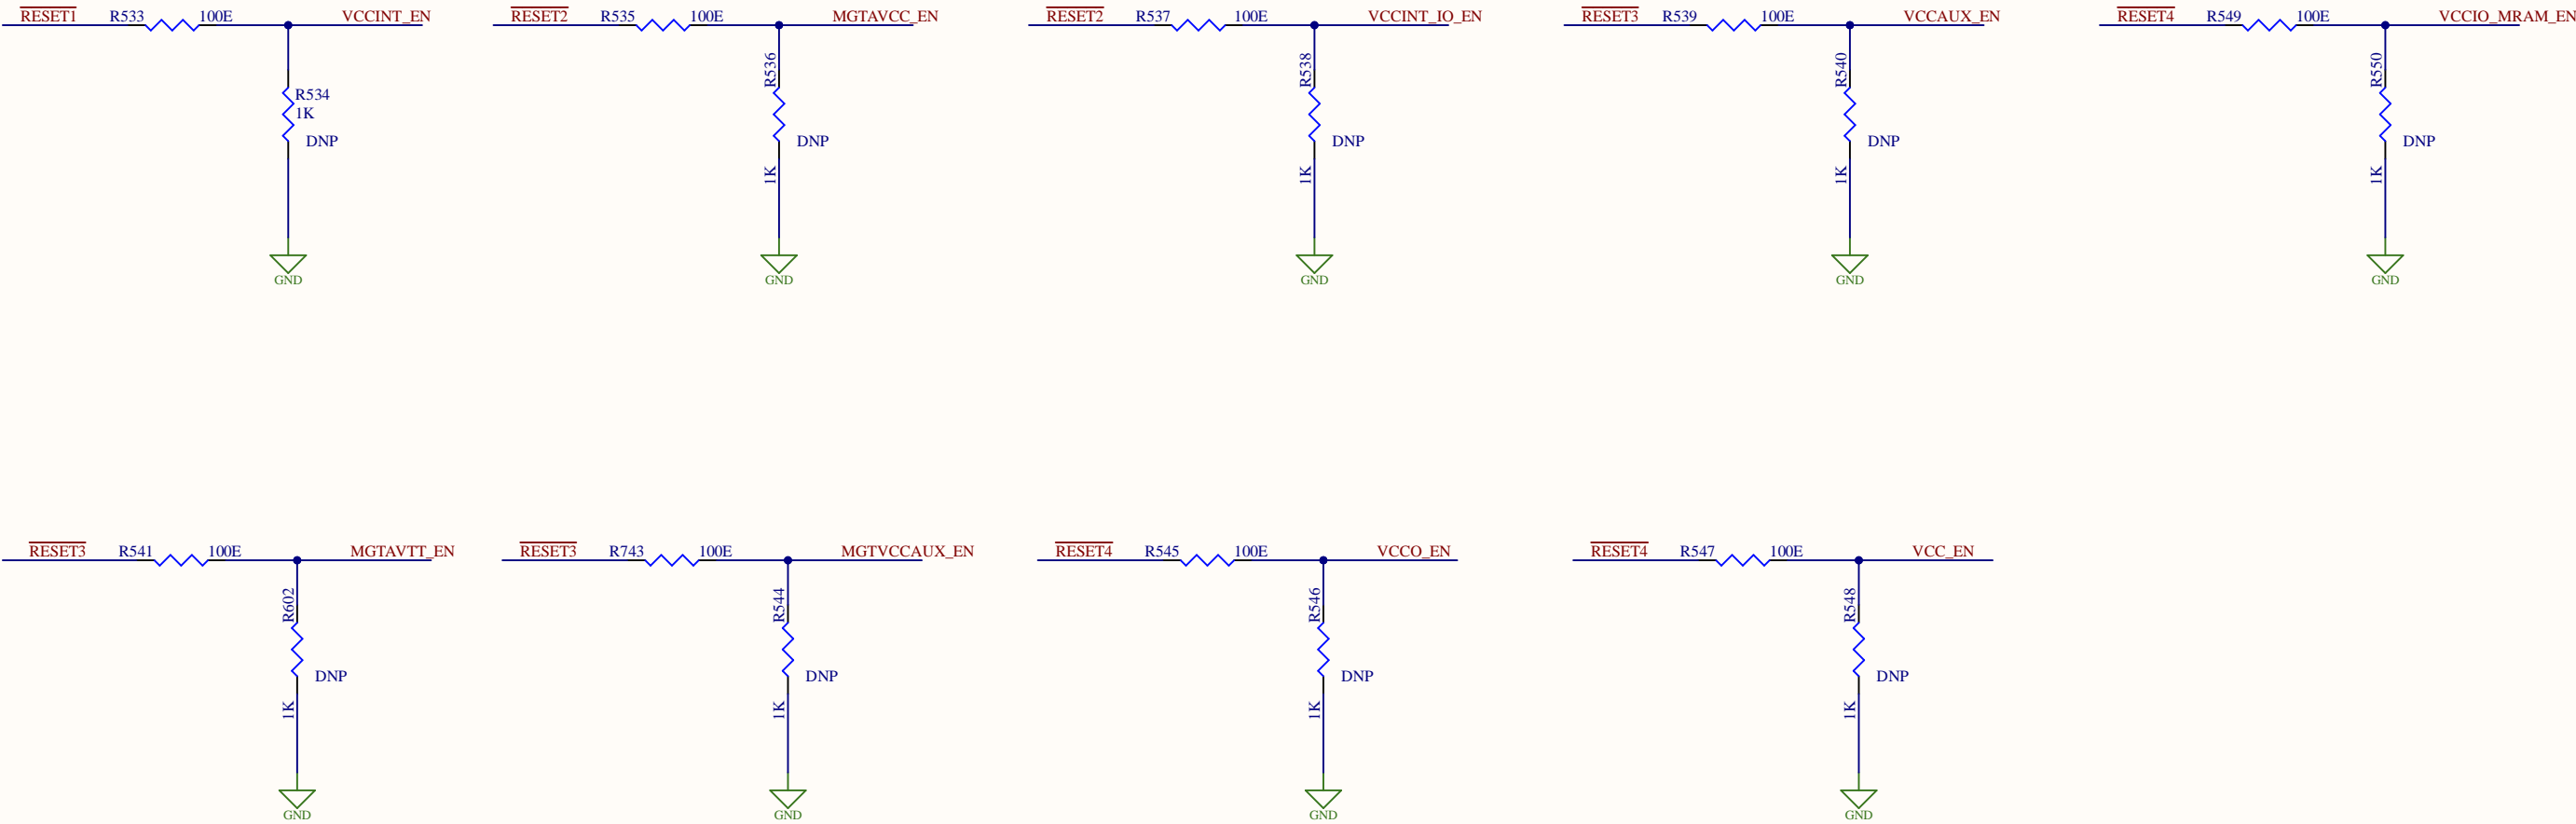 RESET1 R533 100E VCCINT_EN
R534
1K
DNP
GND
RESET2 R535 100E MGTAVCC_EN
R536
DNP
1K
GND
RESET2 R537 100E VCCINT_IO_EN
R538
DNP
1K
GND
RESET3 R539 100E VCCAUX_EN
R540
DNP
1K
GND
RESET4 R549 100E VCCIO_MRAM_EN
R550
DNP
1K
GND
RESET3 R541 100E MGTAVTT_EN
R602
DNP
1K
GND
RESET3 R743 100E MGTVCCAUX_EN
R544
DNP
1K
GND
RESET4 R545 100E VCCO_EN
R546
DNP
1K
GND
RESET4 R547 100E VCC_EN
R548
DNP
1K
GND